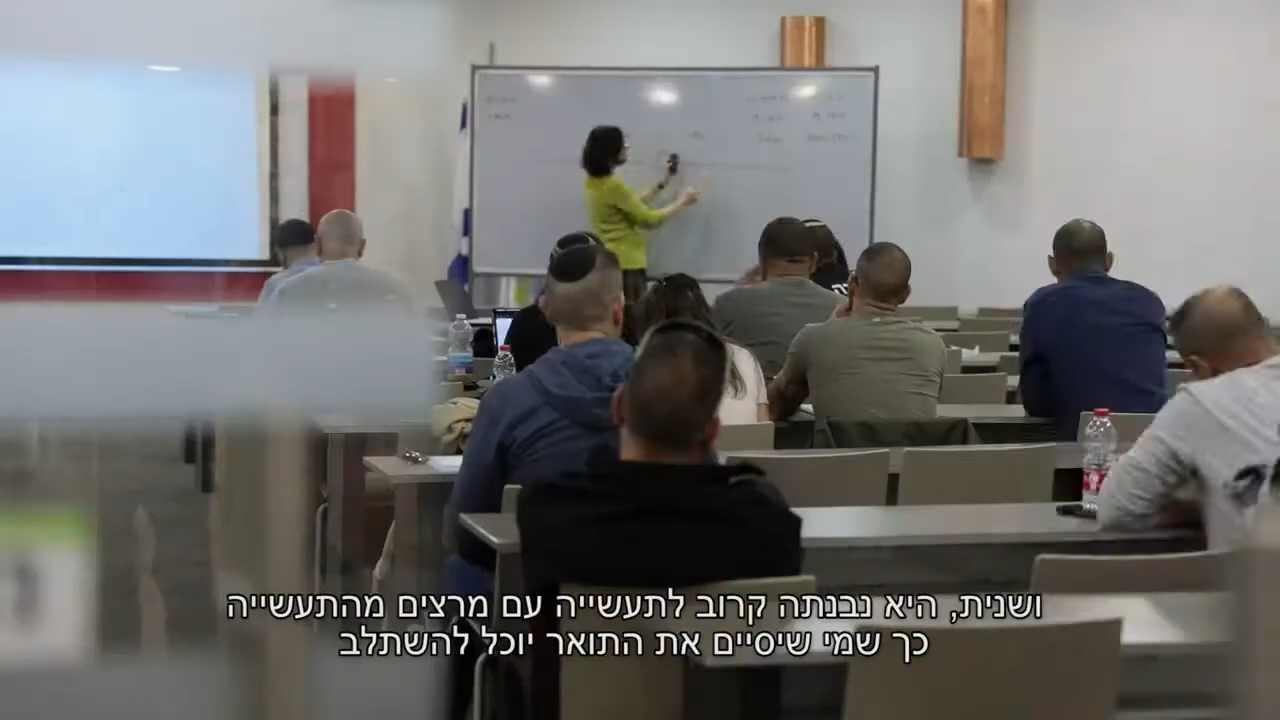 ושנית, היא נבנתה קרוב לתעשייה עם מרצים מהתעשייה
כך שמי שיסיים את התואר יוכל להשתלב